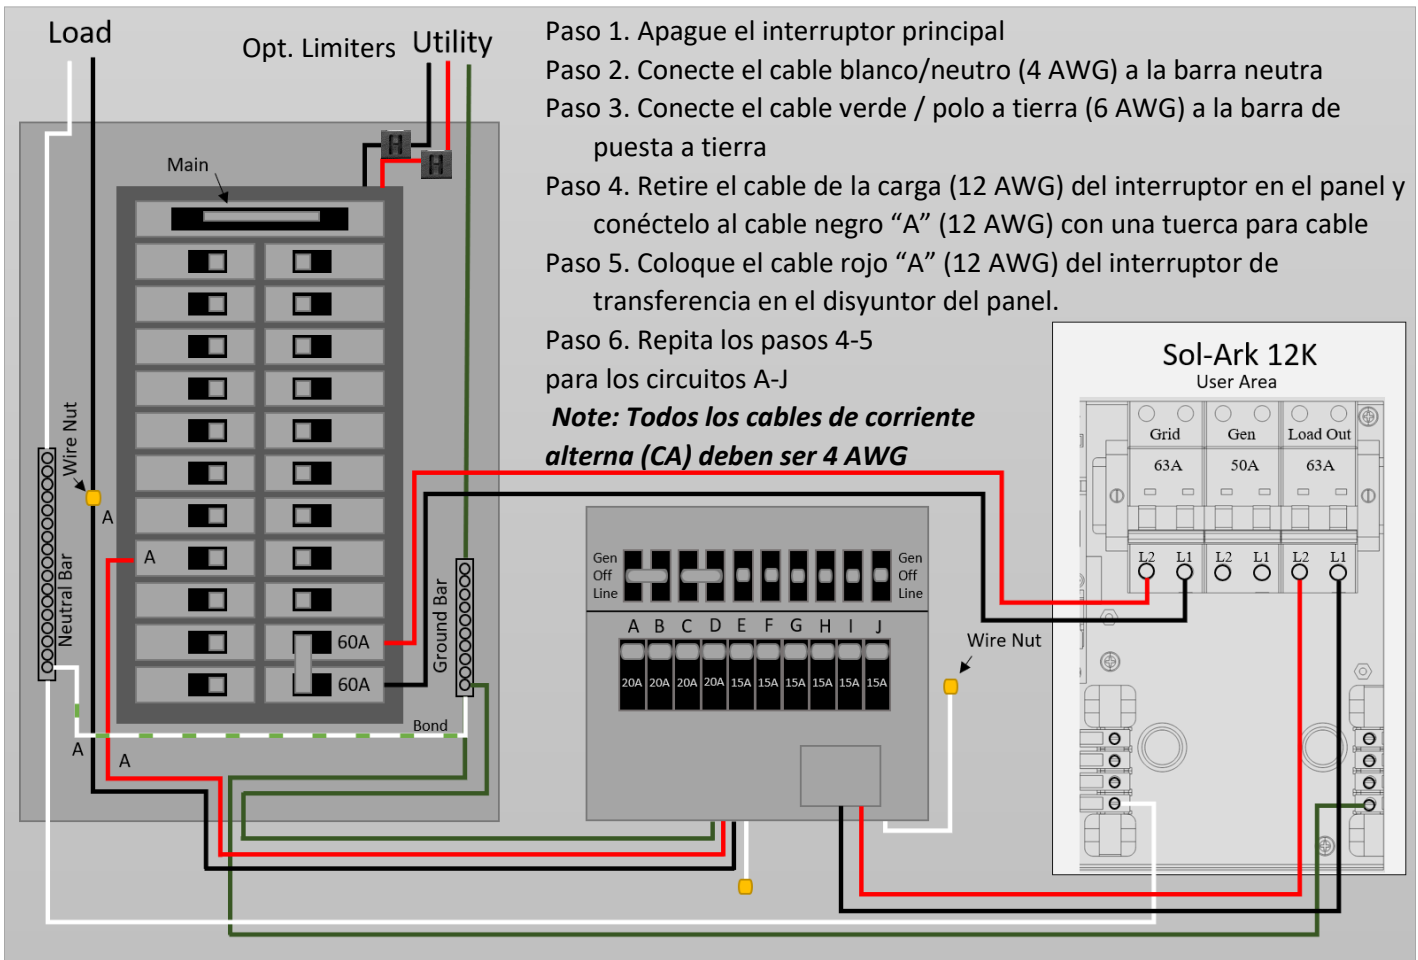 Load
Opt. Limiters
Utility
Paso 1. Apague el interruptor principal
Paso 2. Conecte el cable blanco/neutro (4 AWG) a la barra neutra
Paso 3. Conecte el cable verde / polo a tierra (6 AWG) a la barra de
puesta a tierra
Paso 4. Retire el cable de la carga (12 AWG) del interruptor en el panel y
conéctelo al cable negro “A” (12 AWG) con una tuerca para cable
Paso 5. Coloque el cable rojo “A” (12 AWG) del interruptor de
transferencia en el disyuntor del panel.
Paso 6. Repita los pasos 4-5
para los circuitos A-J
Note: Todos los cables de corriente
alterna (CA) deben ser 4 AWG
Main
H
H
Wire Nut
A
A
Neutral Bar
Ground Bar
60A
60A
Bond
A
A
Gen
Off
Line
Gen
Off
Line
A B C D E F G H I J
20A 20A 20A 20A 15A 15A 15A 15A 15A 15A
Wire Nut
Sol-Ark 12K
User Area
Grid Gen Load Out
63A 50A 63A
L2 L1 L2 L1 L2 L1